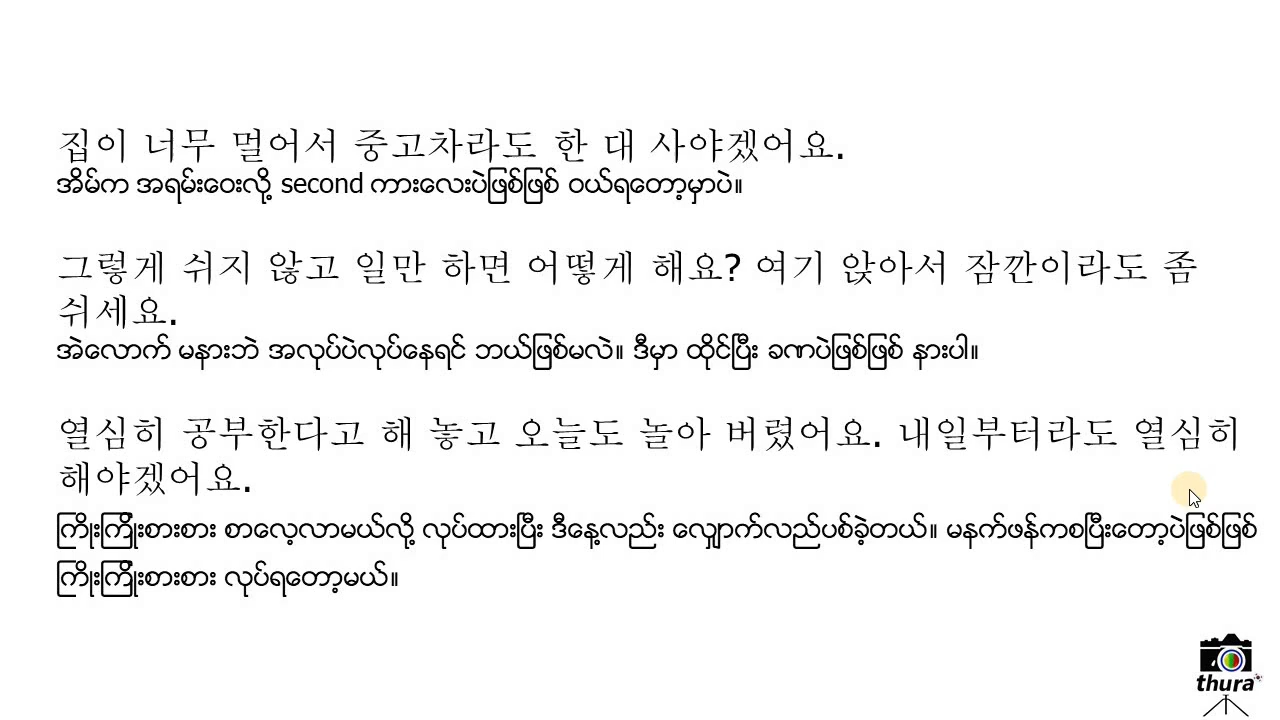 집이 너무 멀어서 중고차라도 한 대 사야겠어요.
အိမ်က အရမ်းဝေးလို့ second ကားလေးပဲဖြစ်ဖြစ် ဝယ်ရတော့မှာပဲ။
그렇게 쉬지 않고 일만 하면 어떻게 해요? 여기 앉아서 잠깐이라도 좀
쉬세요.
အဲလောက် မနားဘဲ အလုပ်ပဲလုပ်နေရင် ဘယ်ဖြစ်မလဲ။ ဒီမှာ ထိုင်ပြီး ခဏပဲဖြစ်ဖြစ် နားပါ။
열심히 공부한다고 해 놓고 오늘도 놀아 버렸어요. 내일부터라도 열심히
해야겠어요.
ကြိုးကြိုးစားစား စာလေ့လာမယ်လို့ လုပ်ထားပြီး ဒီနေ့လည်း လျှောက်လည်ပစ်ခဲ့တယ်။ မနက်ဖန်ကစပြီးတော့ပဲဖြစ်ဖြစ်
ကြိုးကြိုးစားစား လုပ်ရတော့မယ်။
thura